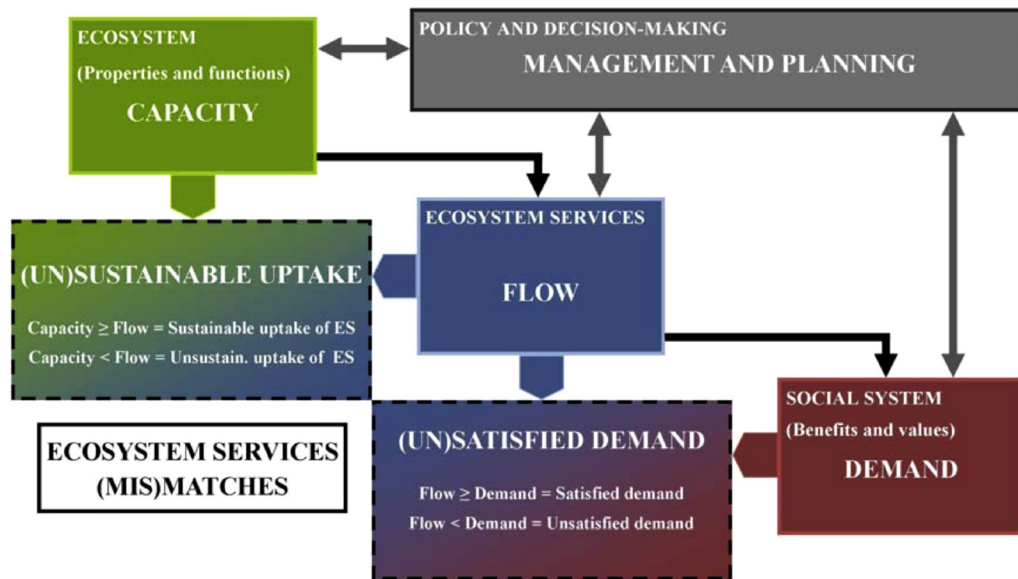 ECOSYSTEM
(Properties and functions)
CAPACITY
POLICY AND DECISION-MAKING
MANAGEMENT AND PLANNING
ECOSYSTEM SERVICES
FLOW
(UN)SUSTAINABLE UPTAKE
Capacity ≥ Flow = Sustainable uptake of ES
Capacity < Flow = Unsustain. uptake of ES
SOCIAL SYSTEM
(Benefits and values)
DEMAND
(UN)SATISFIED DEMAND
Flow ≥ Demand = Satisfied demand
Flow < Demand = Unsatisfied demand
ECOSYSTEM SERVICES
(MIS)MATCHES